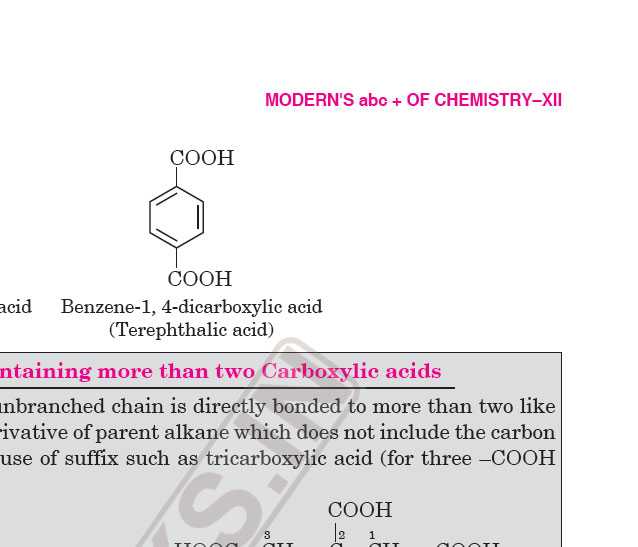 MODERN'S abc + OF CHEMISTRY–XII
COOH
COOH
acid Benzene-1, 4-dicarboxylic acid
(Terephthalic acid)
ntaining more than two Carboxylic acids
unbranched chain is directly bonded to more than two like
rivative of parent alkane which does not include the carbon
use of suffix such as tricarboxylic acid (for three –COOH
COOH
3 2 1